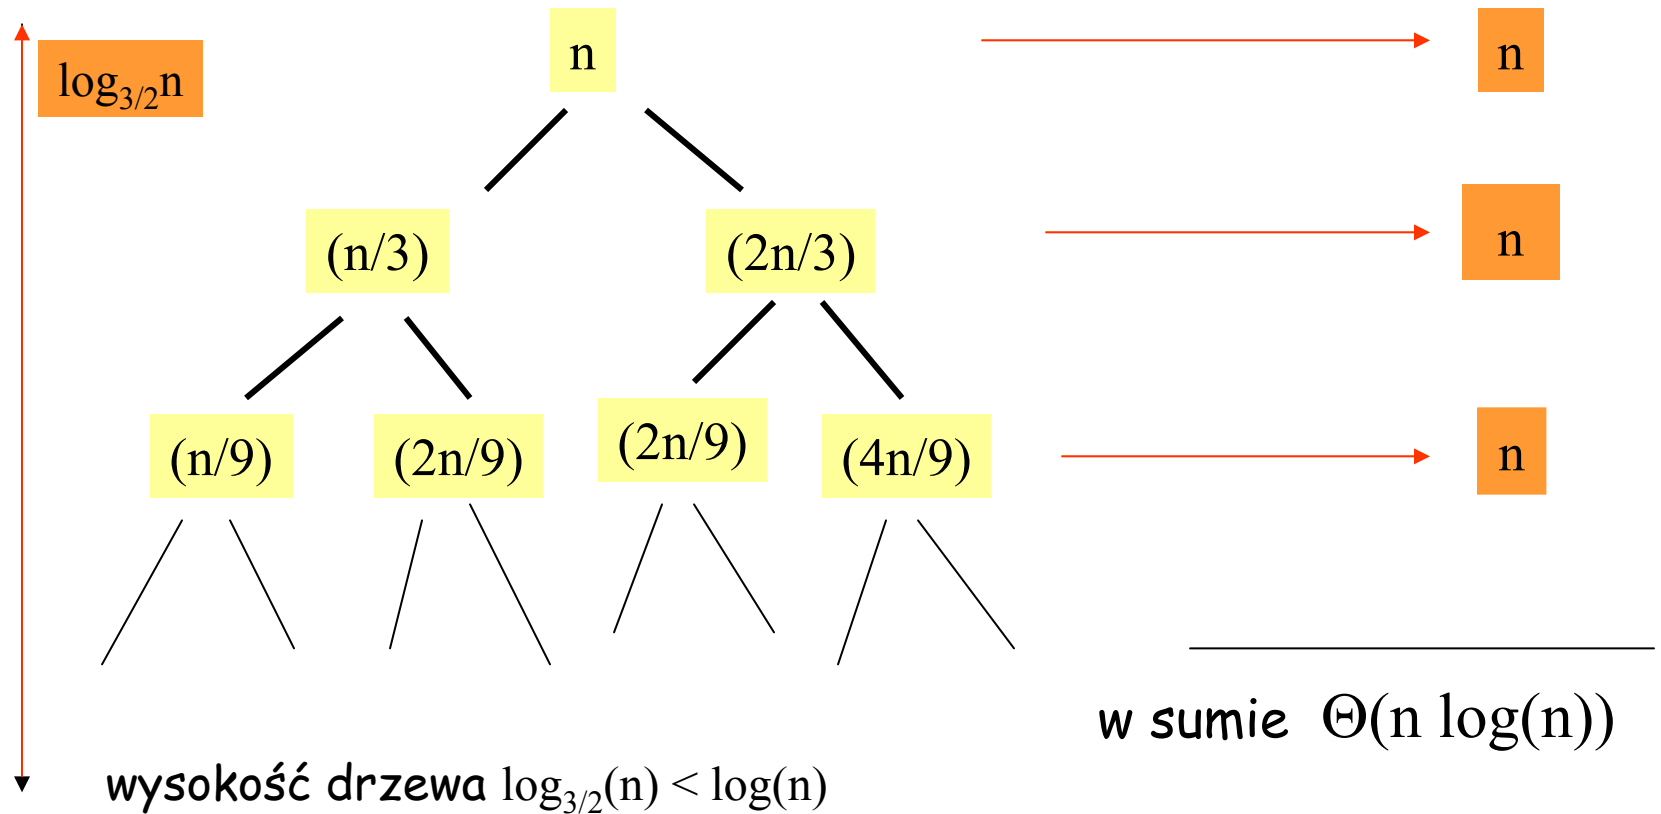 n n
log3/2n
(n/3) (2n/3) n
(n/9) (2n/9) (2n/9) (4n/9) n
w sumie Θ(n log(n))
wysokość drzewa log3/2(n) < log(n)